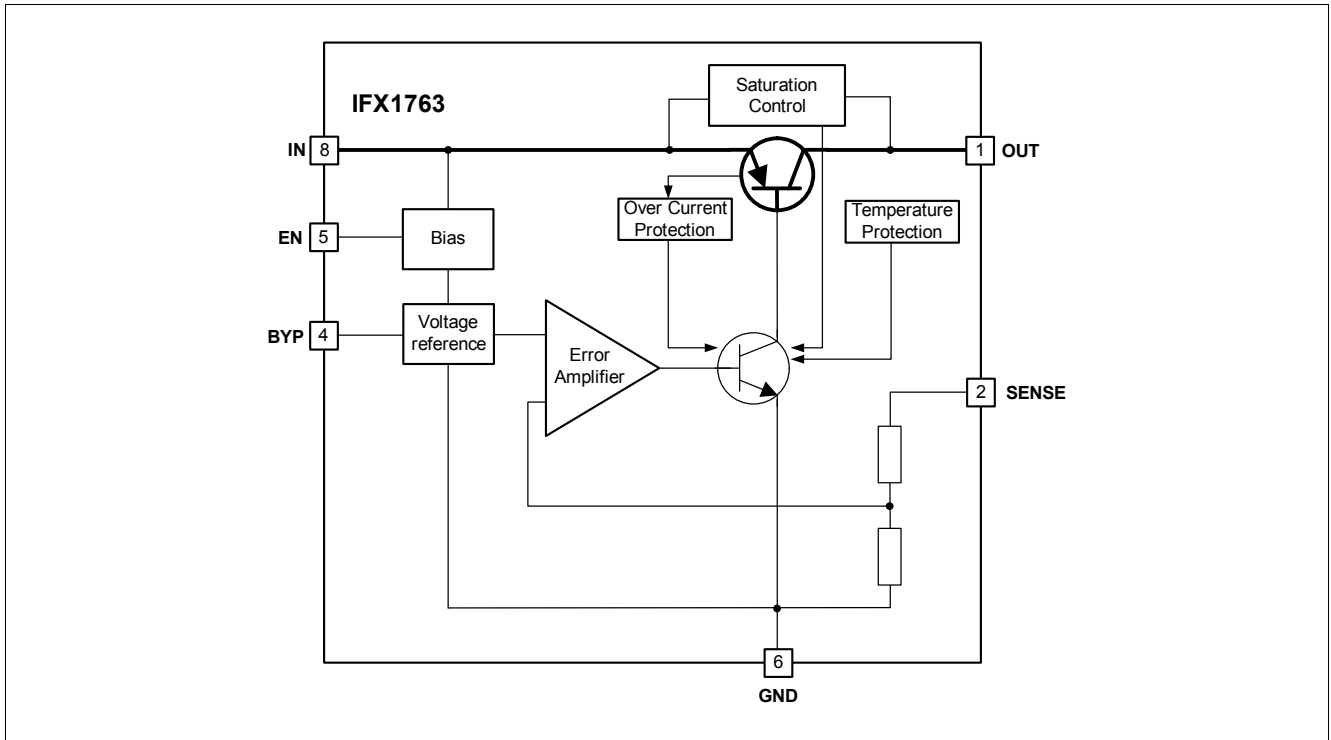 IFX1763
Saturation
Control
IN
8
1
OUT
Over Current
Protection
Temperature
Protection
EN
5
Bias
BYP
4
Voltage
reference
Error
Amplifier
2
SENSE
6
GND